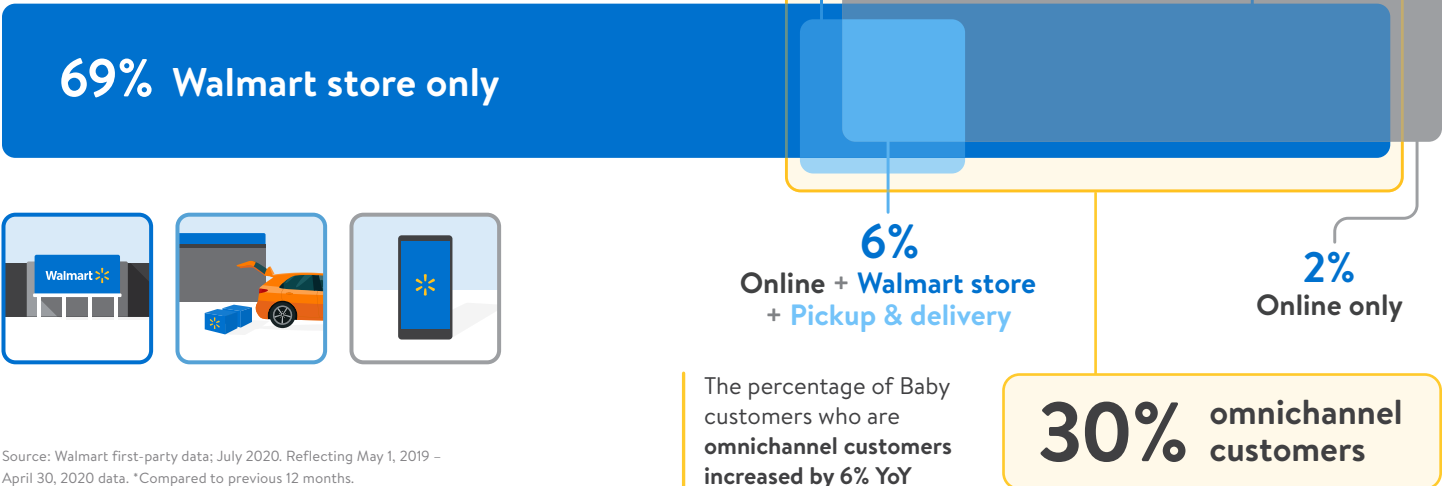 69% Walmart store only
Walmart
6%
Online + Walmart store
+ Pickup & delivery
2%
Online only
The percentage of Baby
customers who are
omnichannel customers
increased by 6% YoY
30% omnichannel
customers
Source: Walmart first-party data; July 2020. Reflecting May 1, 2019 –
April 30, 2020 data. *Compared to previous 12 months.